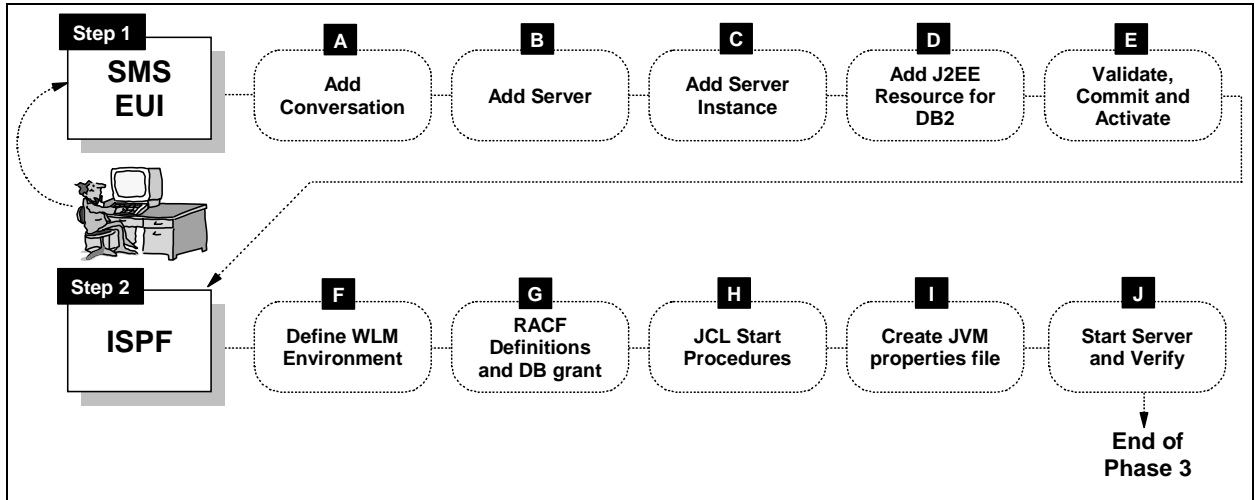 Step 1
SMS
EUI
A
Add
Conversation
B
Add Server
C
Add Server
Instance
D
Add J2EE
Resource for
DB2
E
Validate,
Commit and
Activate
Step 2
ISPF
F
Define WLM
Environment
G
RACF
Definitions
and DB grant
H
JCL Start
Procedures
I
Create JVM
properties file
J
Start Server
and Verify
End of
Phase 3